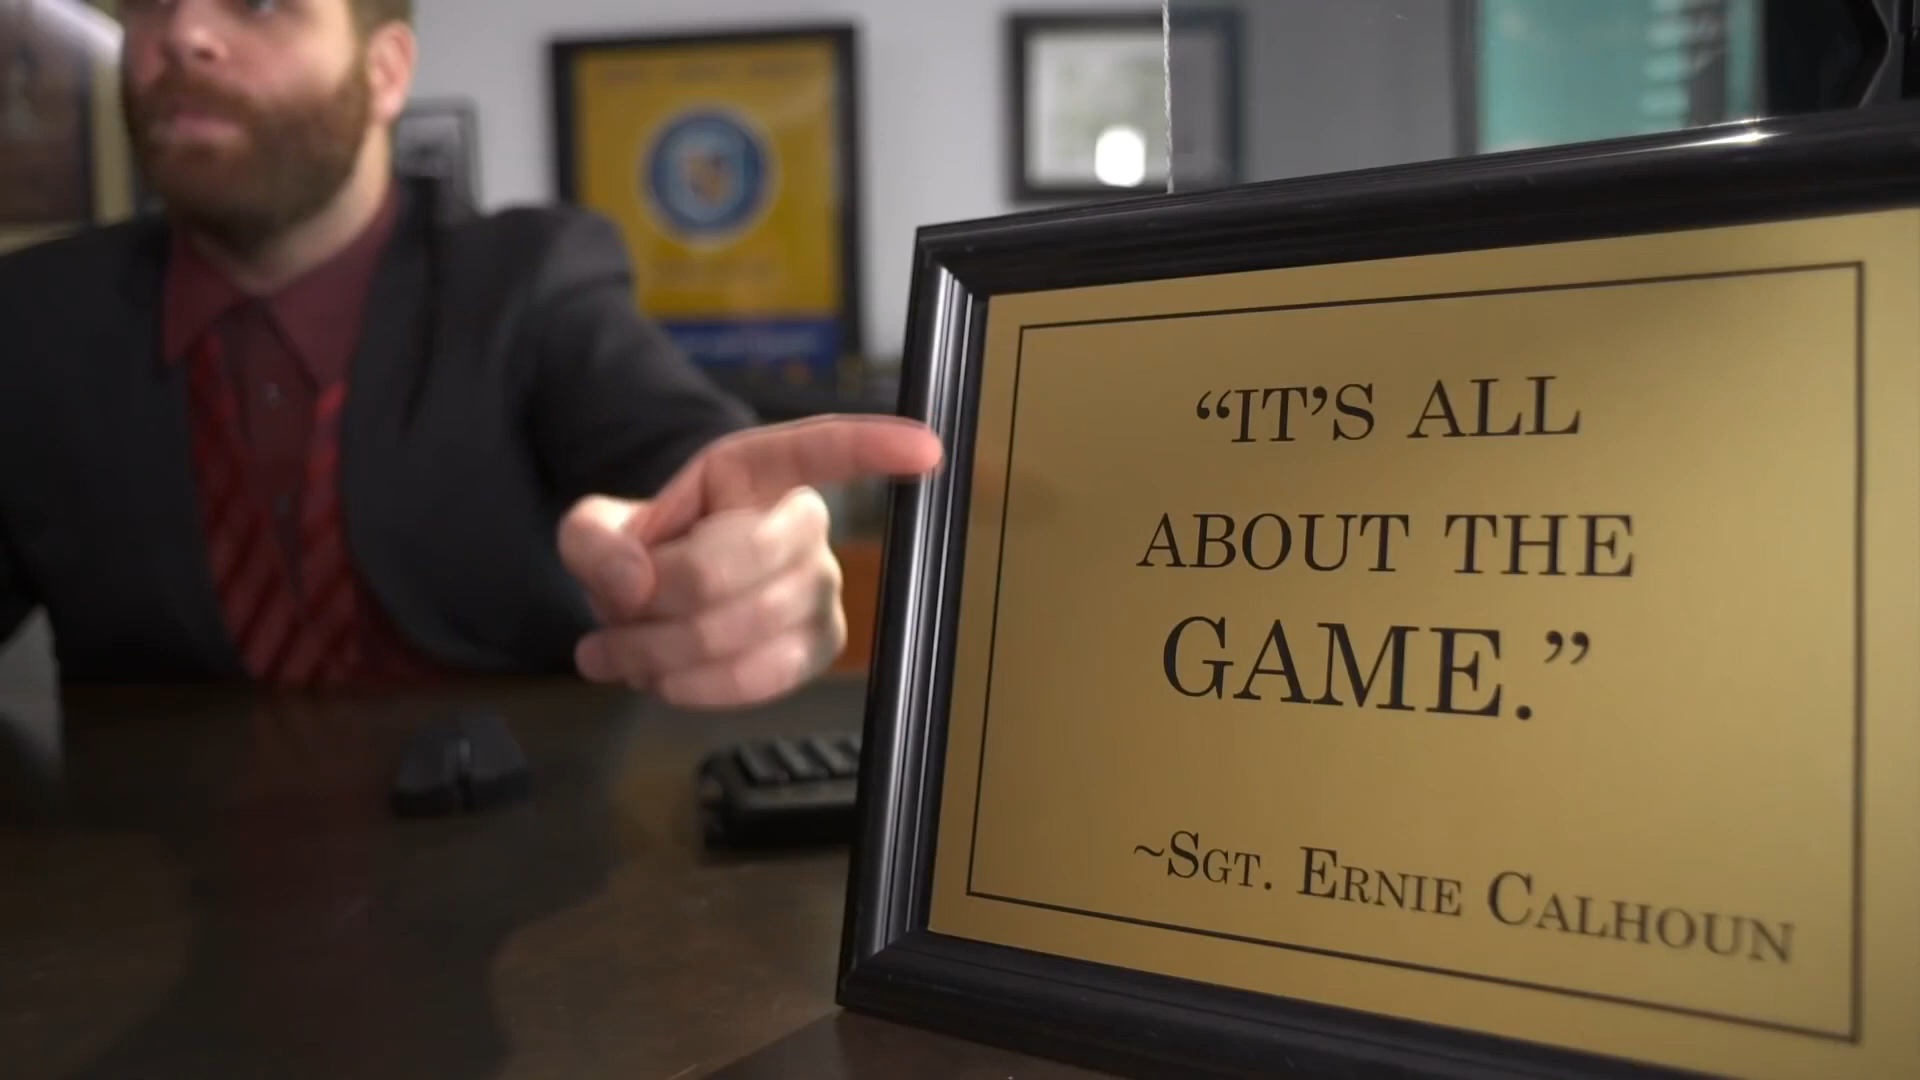 “IT’S ALL
ABOUT THE
GAME.”
~SGT. ERNIE CALHOUN